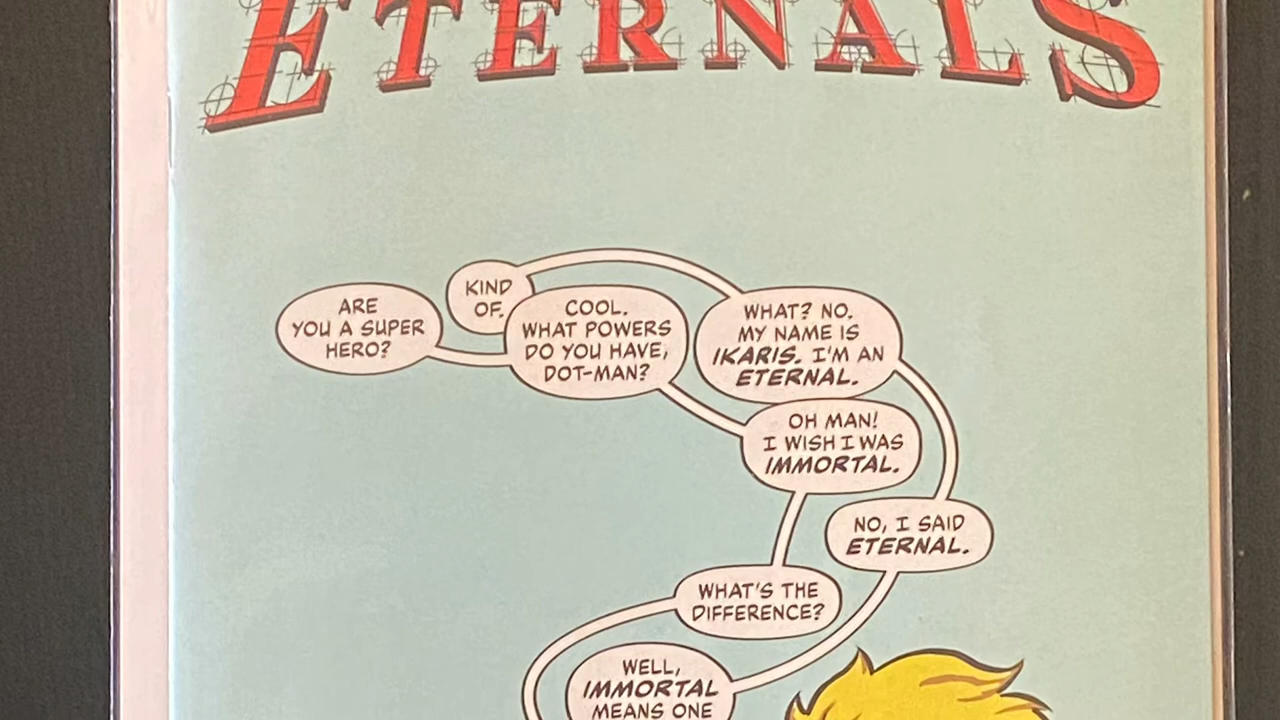 ETERNALS
ARE
YOU A SUPER
HERO?
KIND
OF.
COOL.
WHAT POWERS
DO YOU HAVE,
DOT-MAN?
WHAT? NO.
MY NAME IS
IKARIS. I'M AN
ETERNAL.
OH MAN!
I WISH I WAS
IMMORTAL.
NO, I SAID
ETERNAL.
WHAT'S THE
DIFFERENCE?
WELL,
IMMORTAL
MEANS ONE